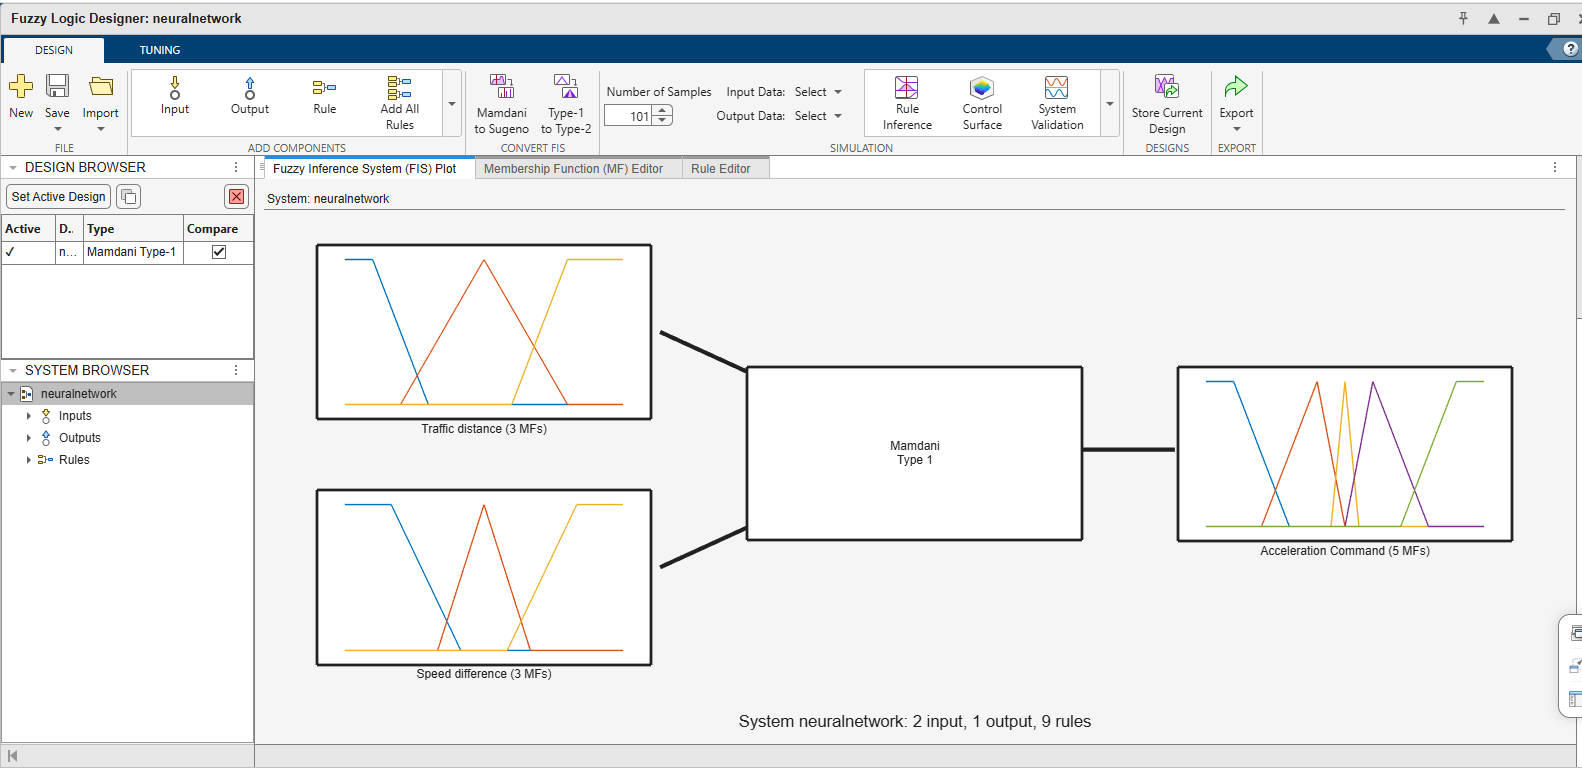 Fuzzy Logic Designer: neuralnetwork
DESIGN
TUNING
New
Save
Import
FILE
Input
Output
Rule
Add All
Rules
ADD COMPONENTS
Mamdani
to Sugeno
Type-1
to Type-2
CONVERT FIS
Number of Samples
101
Input Data: Select
Output Data: Select
Rule
Inference
Control
Surface
System
Validation
SIMULATION
Store Current
Design
DESIGNS
Export
EXPORT
DESIGN BROWSER
Set Active Design
Active D.. Type Compare
n... Mamdani Type-1
SYSTEM BROWSER
neuralnetwork
Inputs
Outputs
Rules
Fuzzy Inference System (FIS) Plot
Membership Function (MF) Editor
Rule Editor
System: neuralnetwork
Traffic distance (3 MFs)
Speed difference (3 MFs)
Mamdani
Type 1
Acceleration Command (5 MFs)
System neuralnetwork: 2 input, 1 output, 9 rules